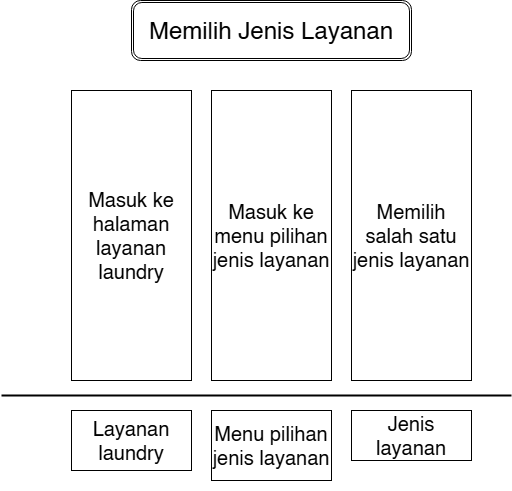 Memilih Jenis Layanan
Masuk ke
halaman
layanan
laundry
Masuk ke
menu pilihan
jenis layanan
Memilih
salah satu
jenis layanan
Layanan
laundry
Menu pilihan
jenis layanan
Jenis
layanan